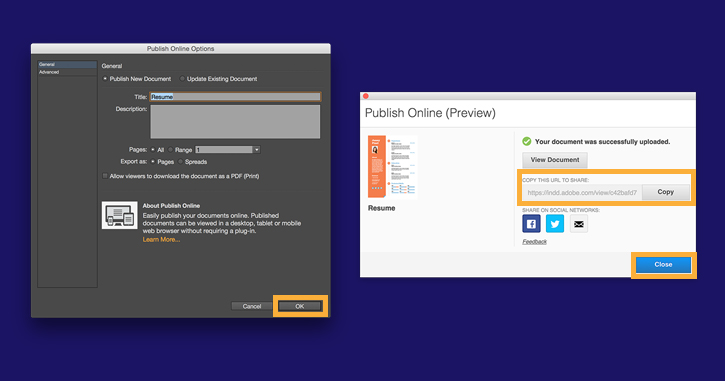 Publish Online Options
General
Advanced
General
Publish New Document Update Existing Document
Title: Resume
Description:
Pages: All Range 1
Export as: Pages Spreads
Allow viewers to download the document as a PDF (Print)
About Publish Online
Easily publish your documents online. Published
documents can be viewed in a desktop, tablet or mobile
web browser without requiring a plug-in.
Learn More...
Cancel OK
Publish Online (Preview)
Resume
Your document was successfully uploaded.
View Document
COPY THIS URL TO SHARE:
https://indd.adobe.com/view/c42bafd7 Copy
SHARE ON SOCIAL NETWORKS:
Feedback
Close